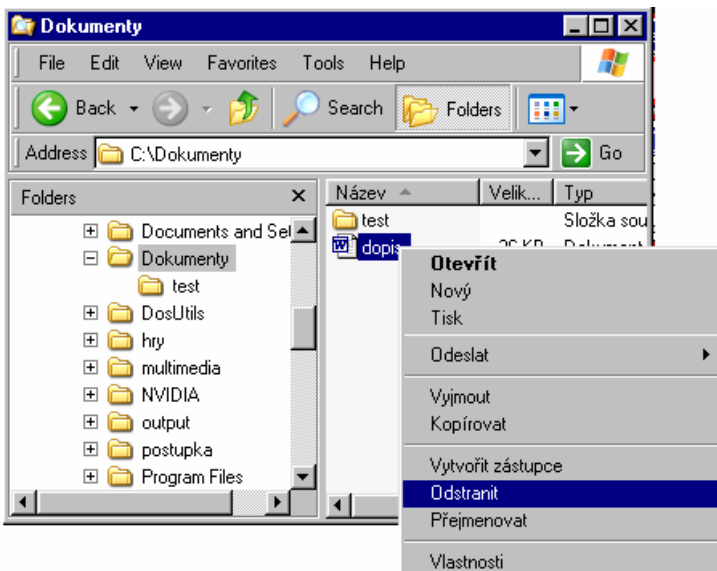 Dokumenty
File Edit View Favorites Tools Help
Back Search Folders
Address C:\Dokumenty Go
Folders
Documents and Set
Dokumenty
test
DosUtils
hry
multimedia
NVIDIA
output
postupka
Program Files
Název Velik... Typ
test Složka sou
dopis
Otevřít
Nový
Tisk
Odeslat
Vyjmout
Kopírovat
Vytvořit zástupce
Odstranit
Přejmenovat
Vlastnosti